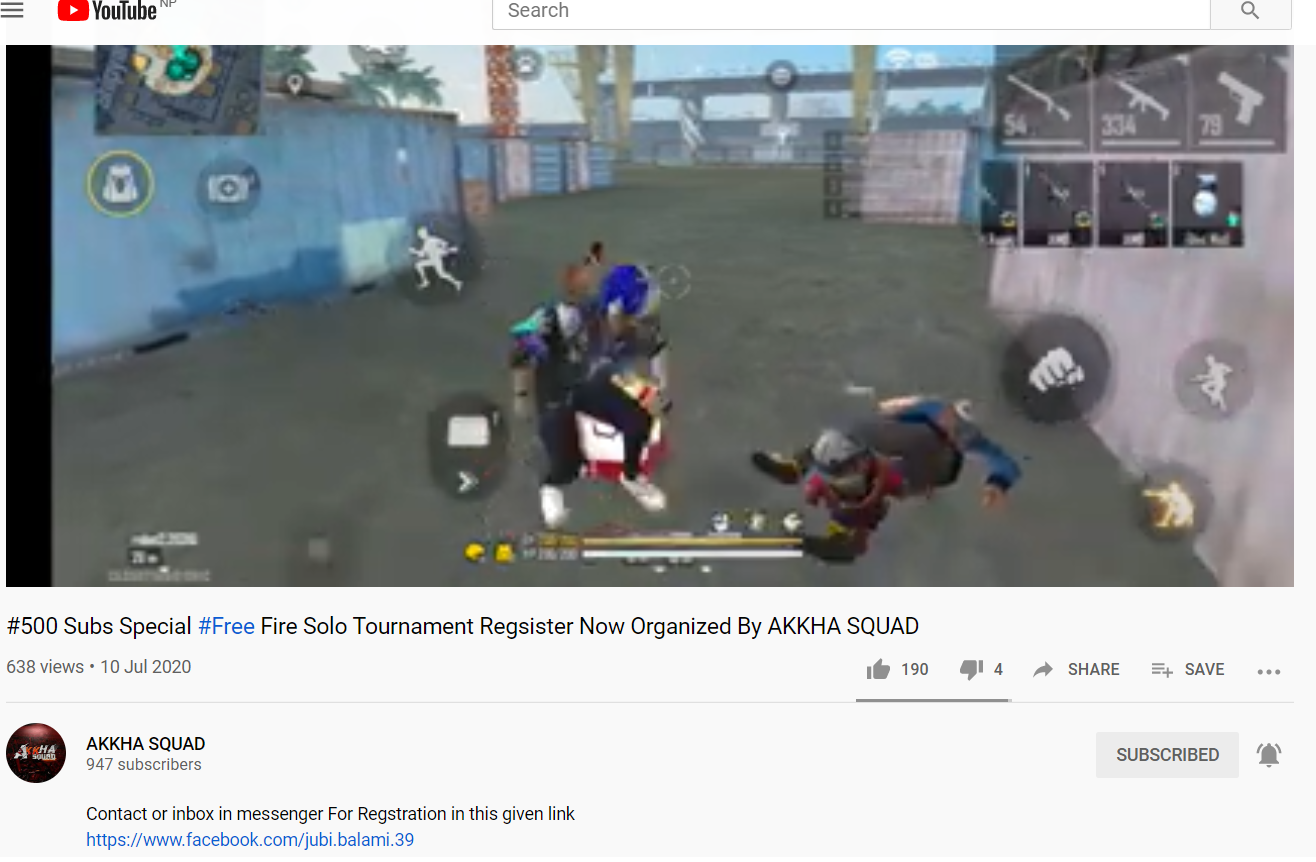 YouTube NP
Search
54
334
79
#500 Subs Special #Free Fire Solo Tournament Regsister Now Organized By AKKHA SQUAD
638 views • 10 Jul 2020
190
4
SHARE
SAVE
AKKHA SQUAD
AKKHA SQUAD
947 subscribers
SUBSCRIBED
Contact or inbox in messenger For Regstration in this given link
https://www.facebook.com/jubi.balami.39